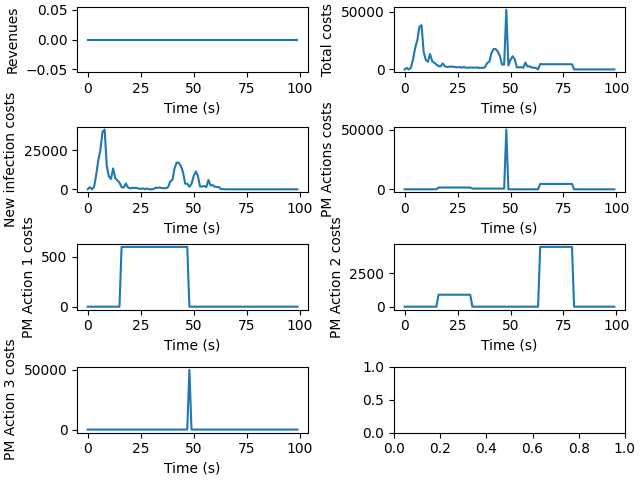 Revenues
0.05
0.00
−0.05
0 25 50 75 100
Time (s)
Total costs
50000
0
0 25 50 75 100
Time (s)
New infection costs
25000
0
0 25 50 75 100
Time (s)
PM Actions costs
50000
0
0 25 50 75 100
Time (s)
PM Action 1 costs
500
0
0 25 50 75 100
Time (s)
PM Action 2 costs
2500
0
0 25 50 75 100
Time (s)
PM Action 3 costs
50000
0
0 25 50 75 100
Time (s)
1.0
0.5
0.0
0.0 0.2 0.4 0.6 0.8 1.0